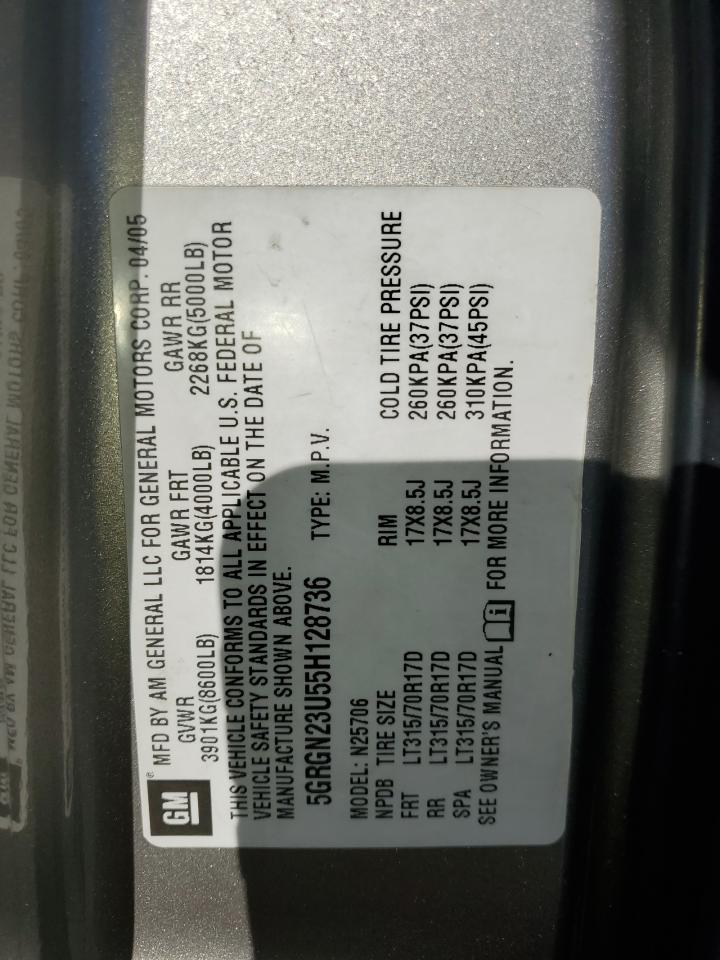 GM® MFD BY AM GENERAL LLC FOR GENERAL MOTORS CORP. 04/05
GVWR GAWR FRT GAWR RR
3901KG(8600LB) 1814KG(4000LB) 2268KG(5000LB)
THIS VEHICLE CONFORMS TO ALL APPLICABLE U.S. FEDERAL MOTOR
VEHICLE SAFETY STANDARDS IN EFFECT ON THE DATE OF
MANUFACTURE SHOWN ABOVE.
5GRGN23U55H128736 TYPE: M.P.V.
MODEL: N25706
NPDB TIRE SIZE RIM COLD TIRE PRESSURE
FRT LT315/70R17D 17X8.5J 260KPA(37PSI)
RR LT315/70R17D 17X8.5J 260KPA(37PSI)
SPA LT315/70R17D 17X8.5J 310KPA(45PSI)
SEE OWNER'S MANUAL i FOR MORE INFORMATION.